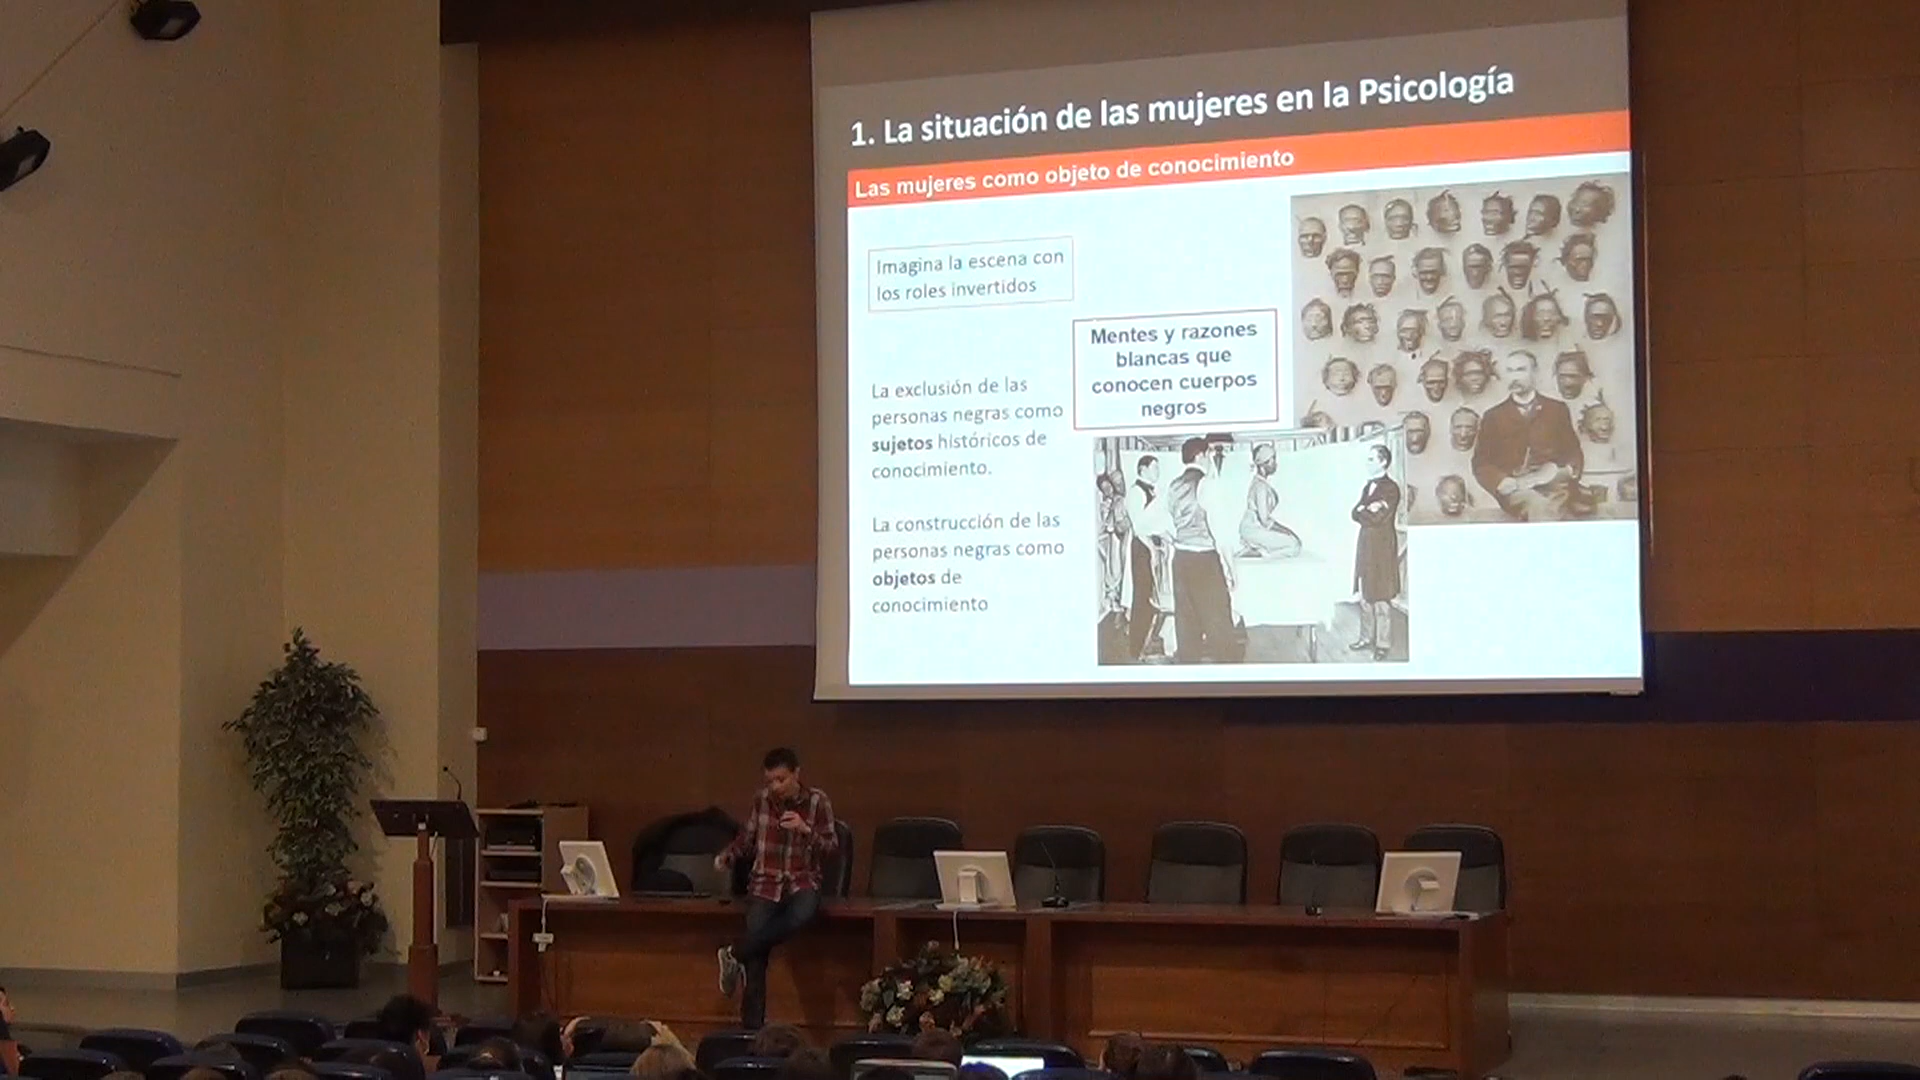 1. La situación de las mujeres en la Psicología
Las mujeres como objeto de conocimiento
Imagina la escena con
los roles invertidos
Mentes y razones
blancas que
conocen cuerpos
negros
La exclusión de las
personas negras como
sujetos históricos de
conocimiento.
La construcción de las
personas negras como
objetos de
conocimiento